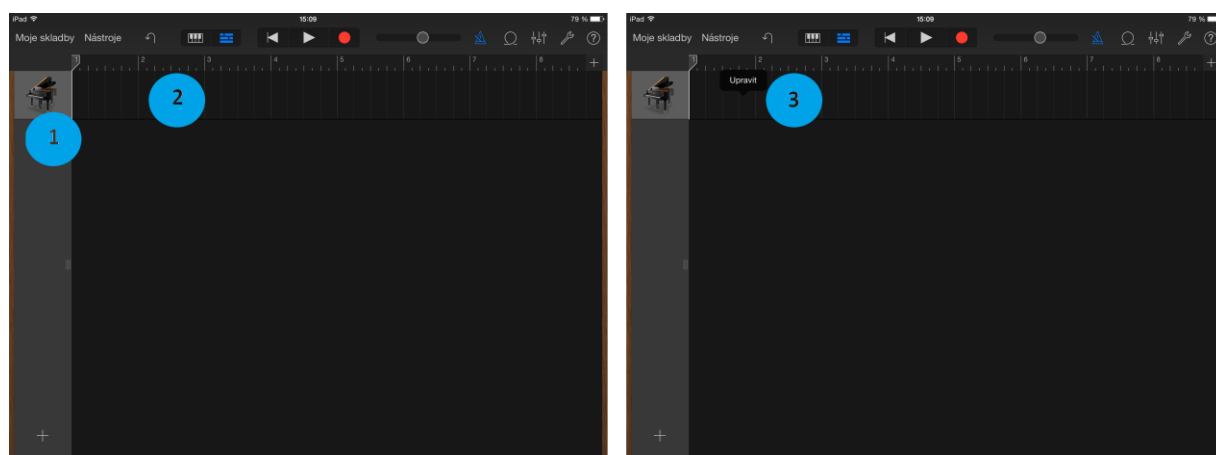 iPad 15:09 79 %
Moje skladby Nástroje
1 2 3 4 5 6 7 8
2
1
iPad 15:09 79 %
Moje skladby Nástroje
1 2 3 4 5 6 7 8
Upravit
3